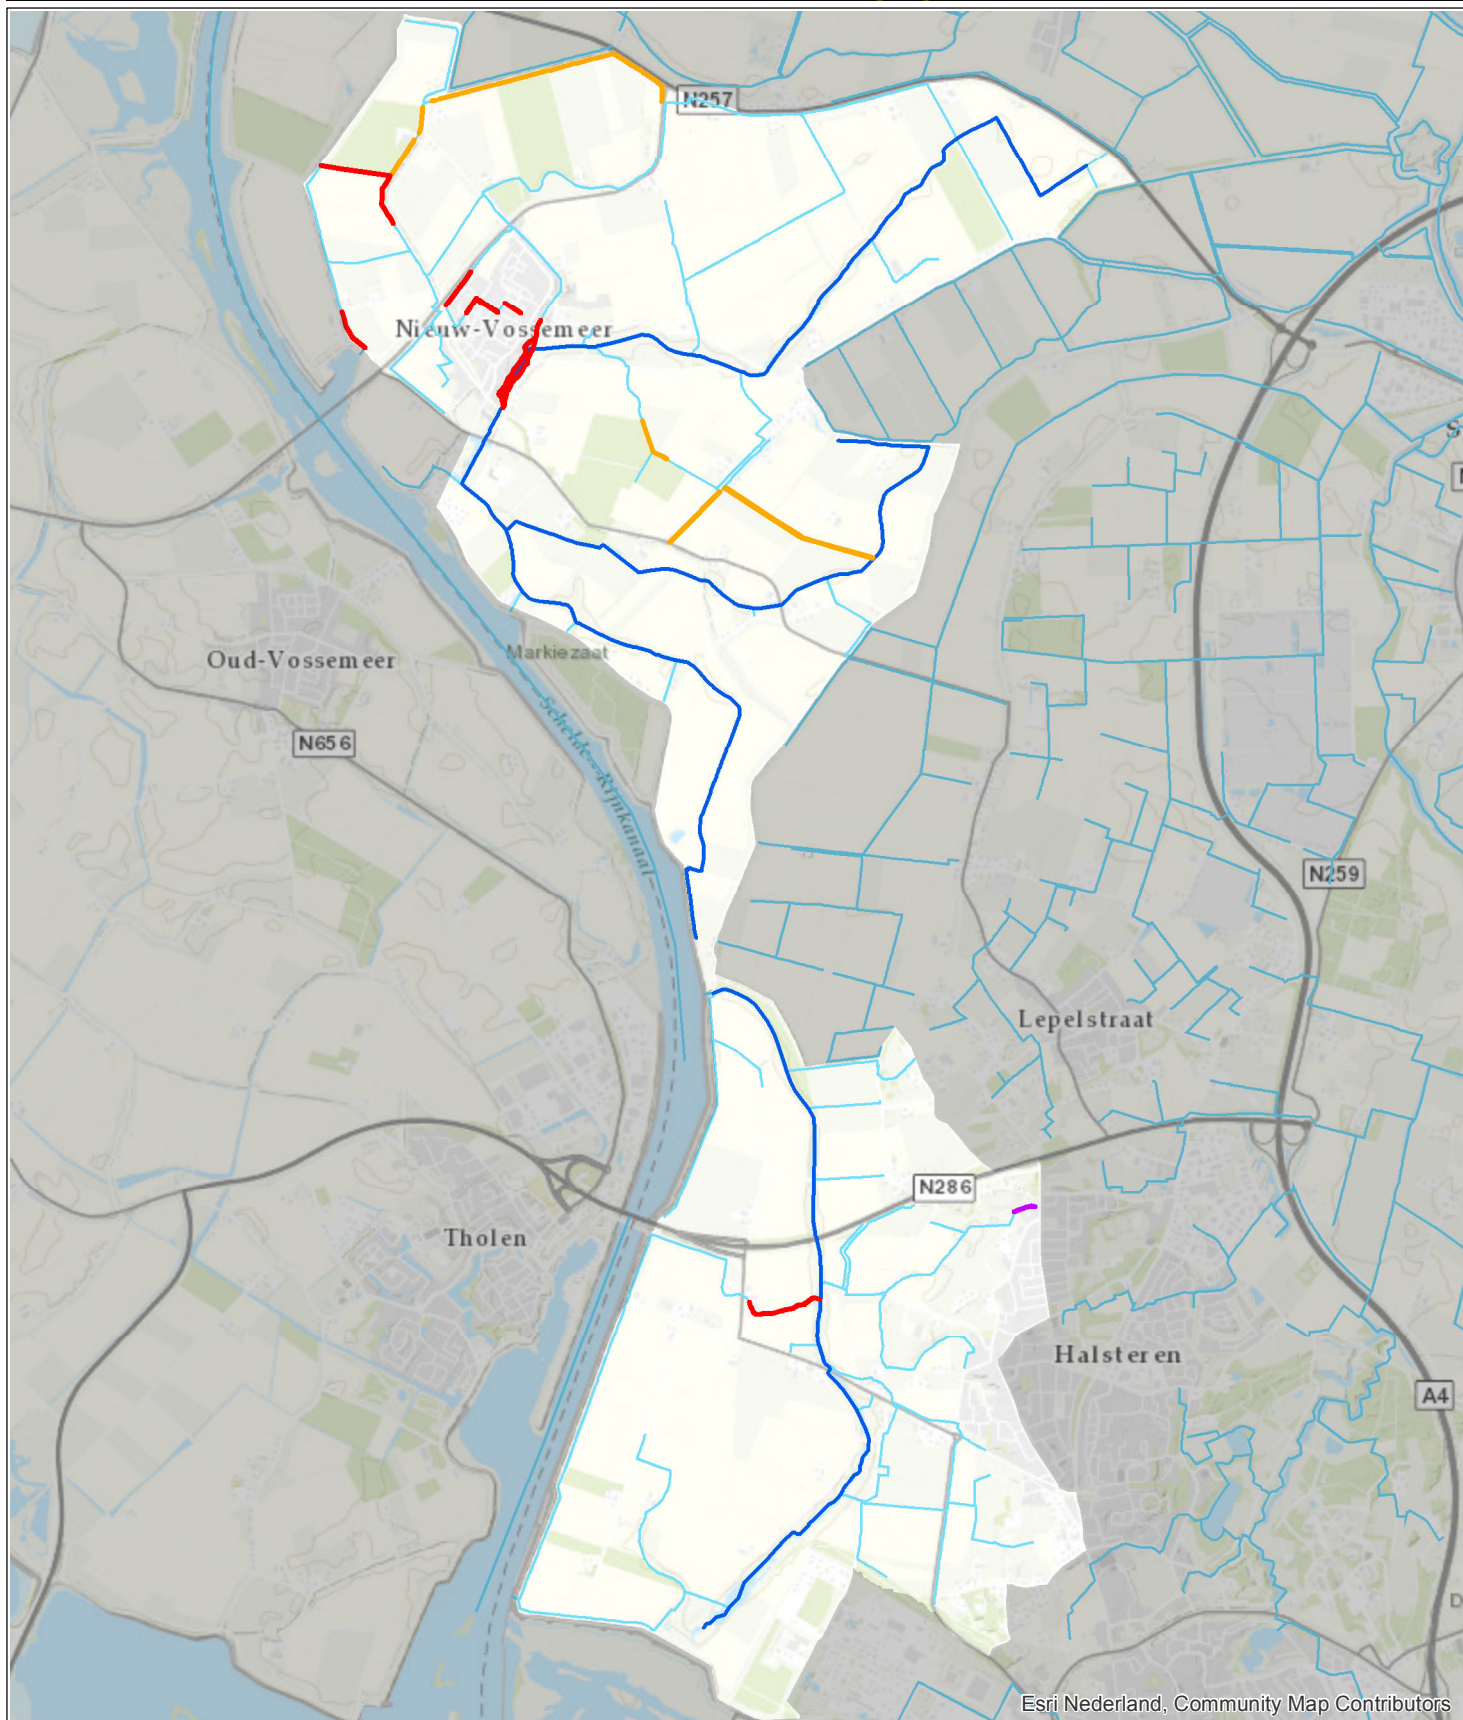 N257
Nieuw-Vossemeer
Oud-Vossemeer
Markiezaat
N656
Schelde-Rijnkanaal
N259
Lepelstraat
N286
Tholen
Halsteren
A4
Esri Nederland, Community Map Contributors